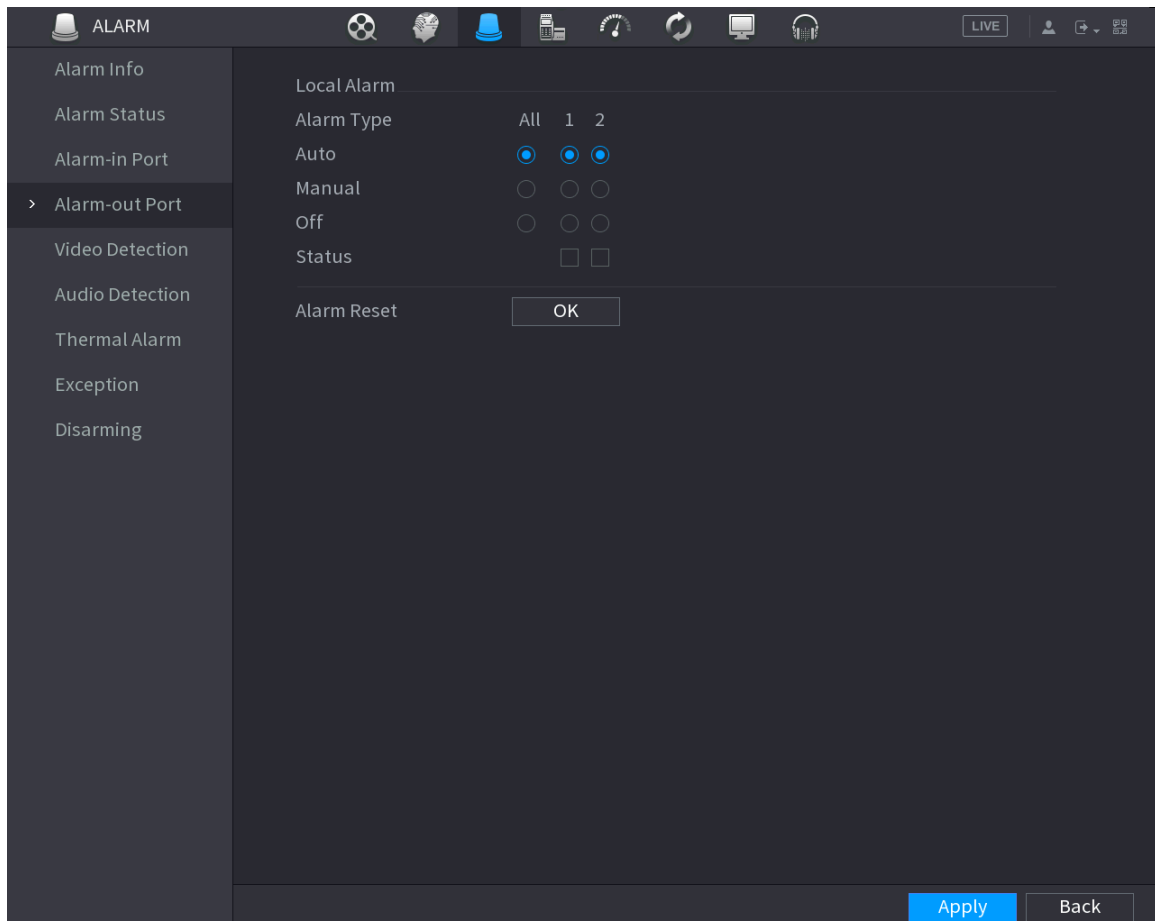 ALARM
LIVE
Alarm Info
Alarm Status
Alarm-in Port
Alarm-out Port
Video Detection
Audio Detection
Thermal Alarm
Exception
Disarming
Local Alarm
Alarm Type All 1 2
Auto
Manual
Off
Status
Alarm Reset OK
Apply Back